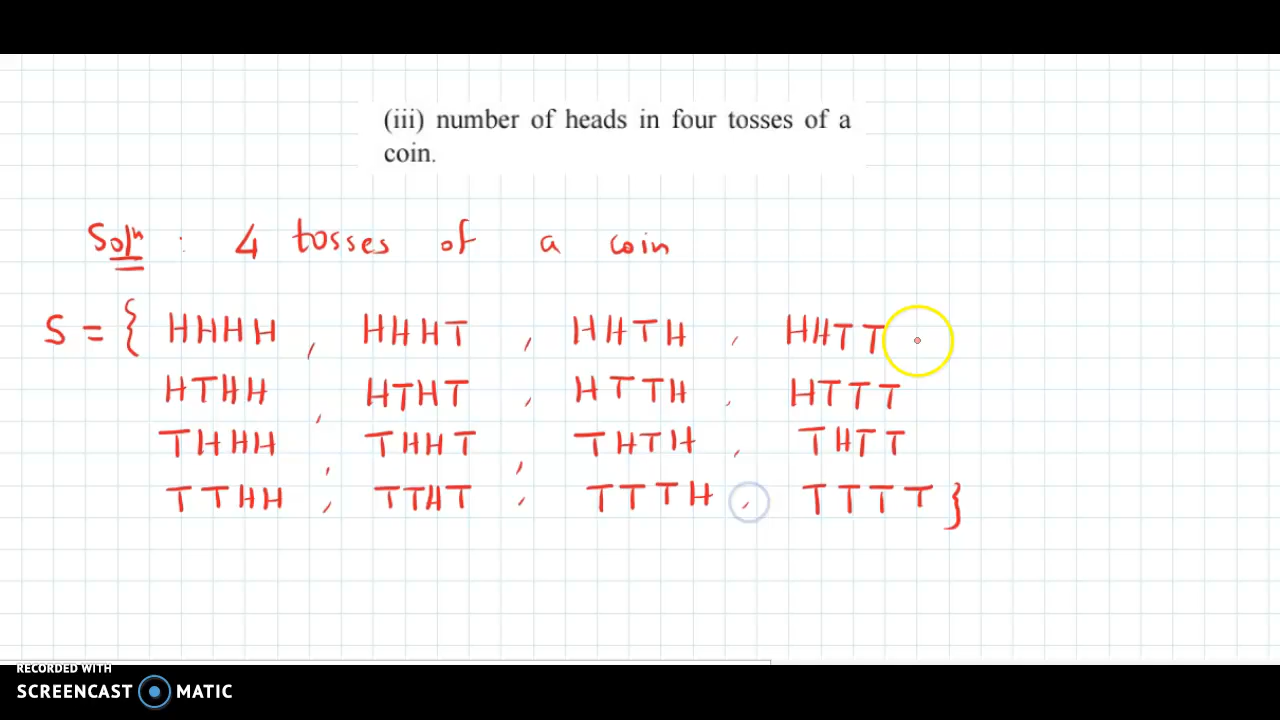 (iii) number of heads in four tosses of a
coin.
Solⁿ : 4 tosses of a coin
S = { HHHH , HHHT , HHTH , HHTT
HTHH , HTHT , HTTH , HTTT
THHH , THHT , THTH , THTT
TTHH , TTHT , TTTH , TTTT }
RECORDED WITH
SCREENCAST MATIC